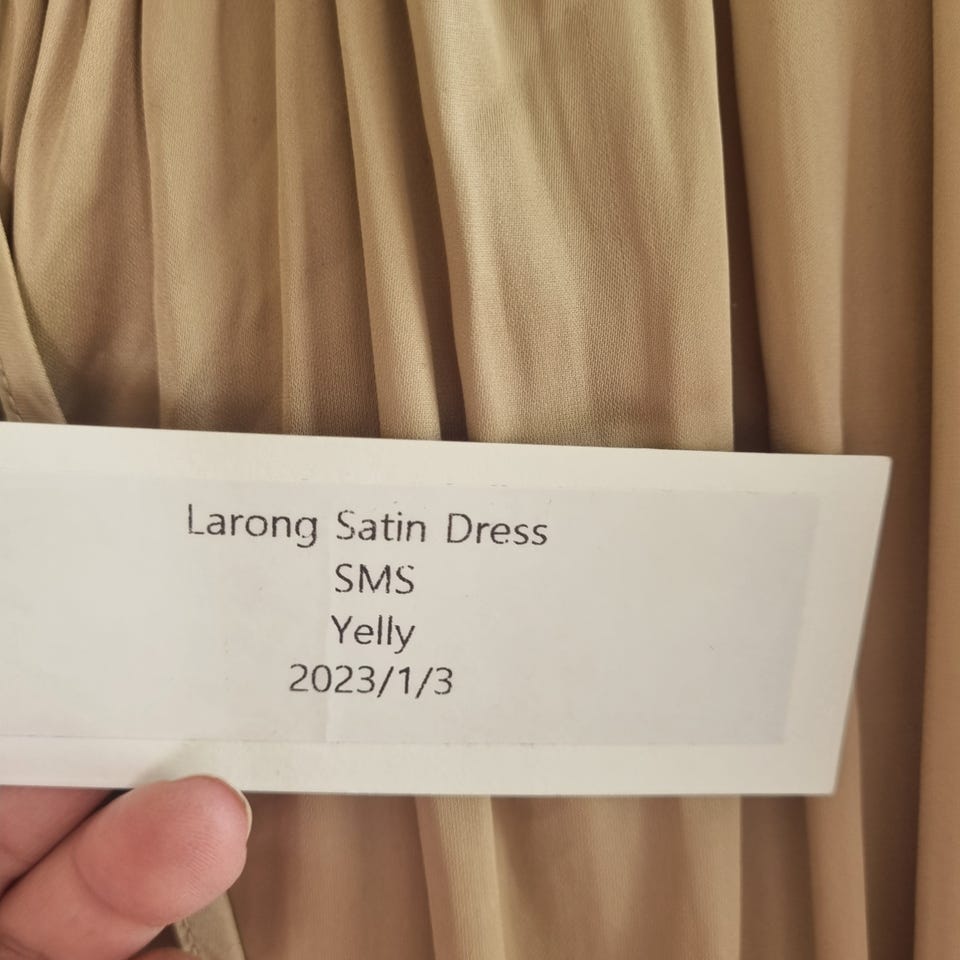 Larong Satin Dress
SMS
Yelly
2023/1/3